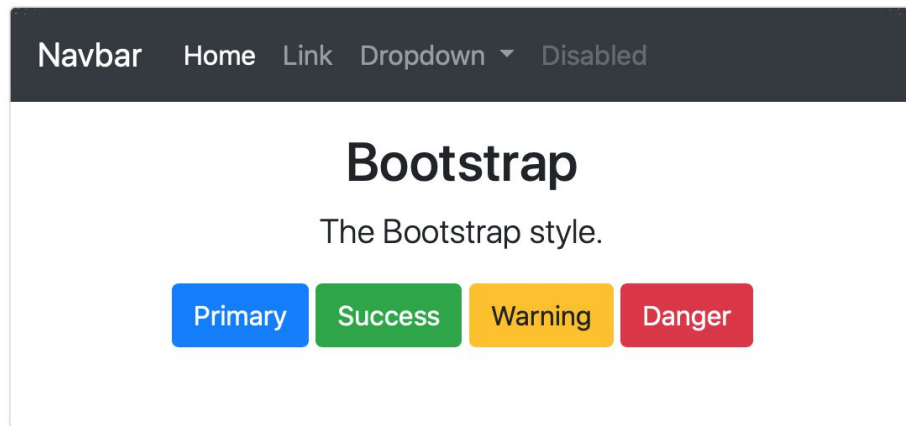 Navbar Home Link Dropdown Disabled
Bootstrap
The Bootstrap style.
Primary Success Warning Danger